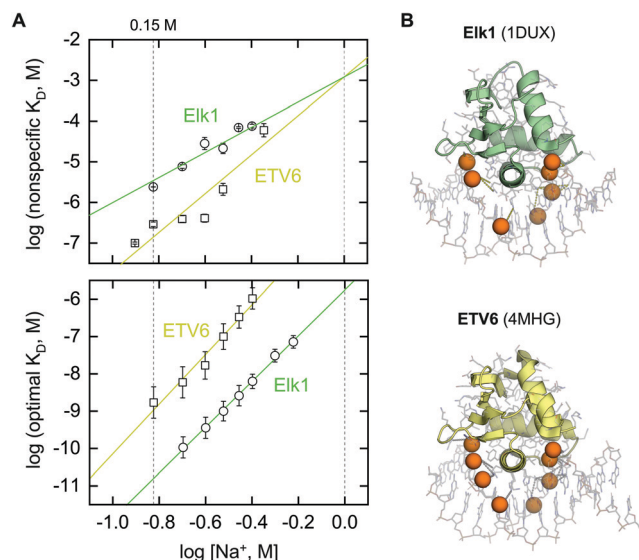 A
0.15 M
log (nonspecific K_D, M)
-2
-3
-4
-5
-6
-7
Elk1
ETV6
log (optimal K_D, M)
-6
-7
-8
-9
-10
-11
ETV6
Elk1
-1.0 -0.8 -0.6 -0.4 -0.2 0.0
log [Na⁺, M]
B
Elk1 (1DUX)
ETV6 (4MHG)